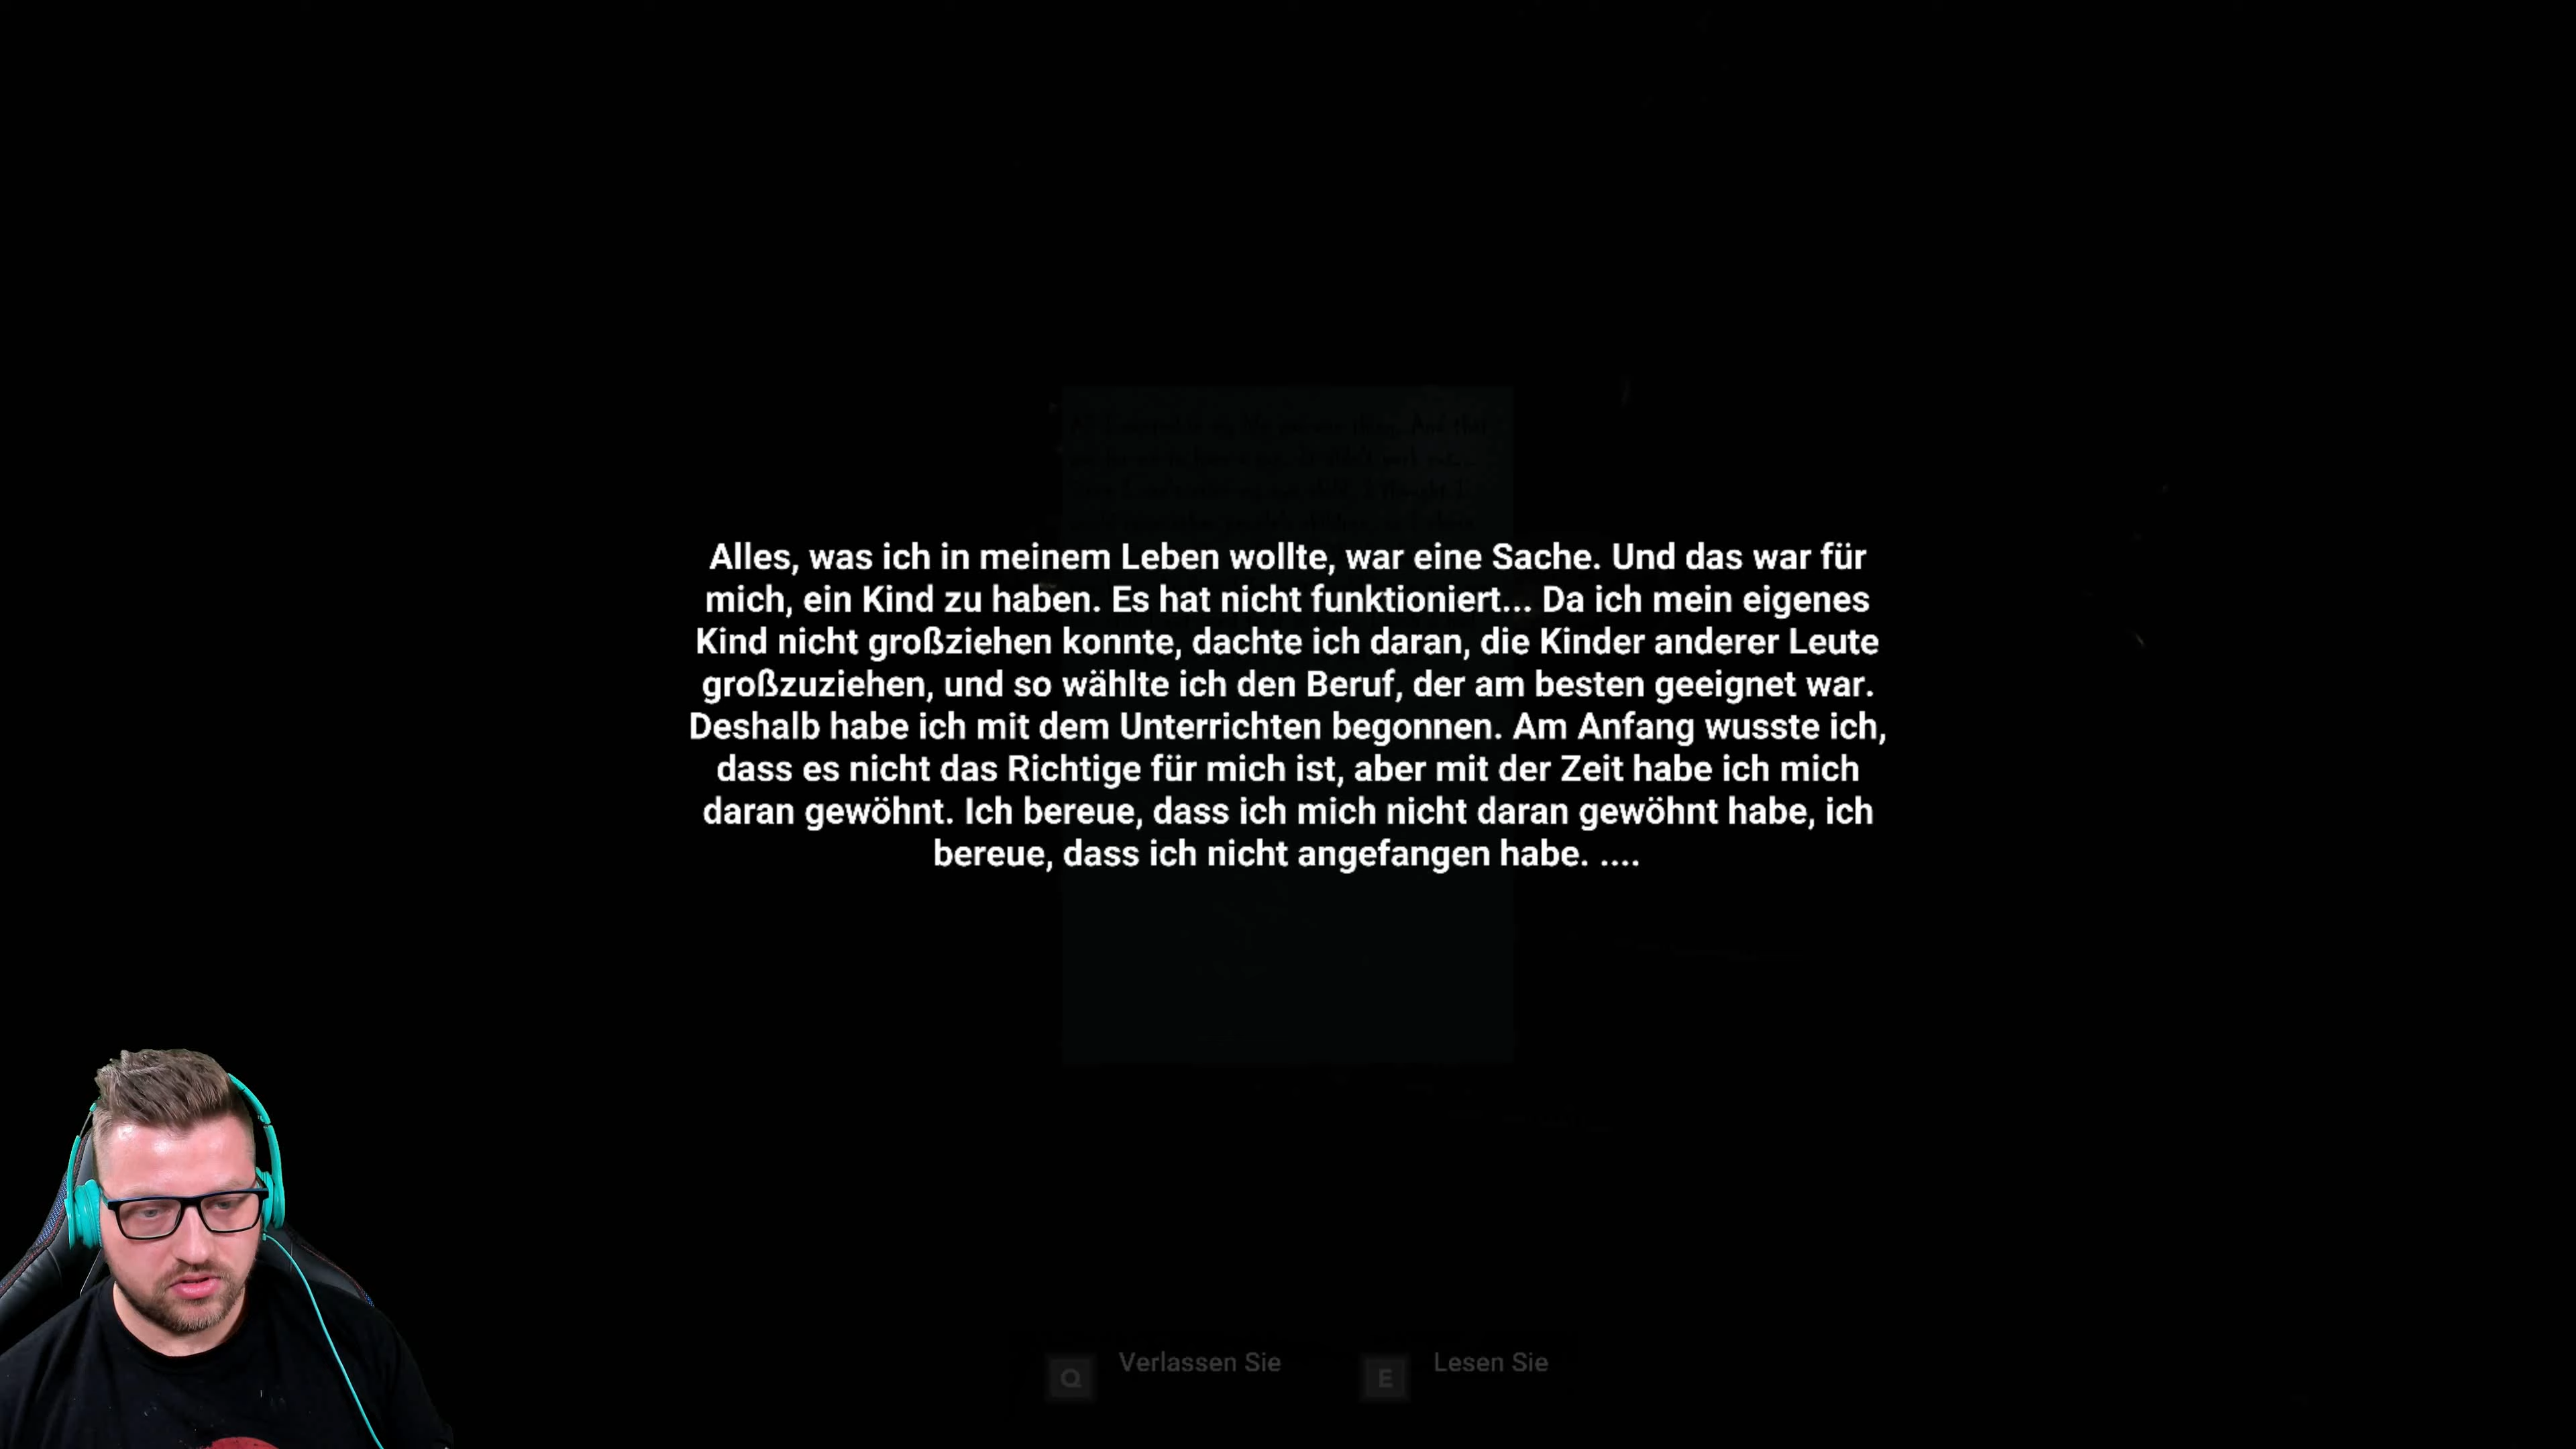 Alles, was ich in meinem Leben wollte, war eine Sache. Und das war für
mich, ein Kind zu haben. Es hat nicht funktioniert... Da ich mein eigenes
Kind nicht großziehen konnte, dachte ich daran, die Kinder anderer Leute
großzuziehen, und so wählte ich den Beruf, der am besten geeignet war.
Deshalb habe ich mit dem Unterrichten begonnen. Am Anfang wusste ich,
dass es nicht das Richtige für mich ist, aber mit der Zeit habe ich mich
daran gewöhnt. Ich bereue, dass ich mich nicht daran gewöhnt habe, ich
bereue, dass ich nicht angefangen habe. ....
Q Verlassen Sie E Lesen Sie